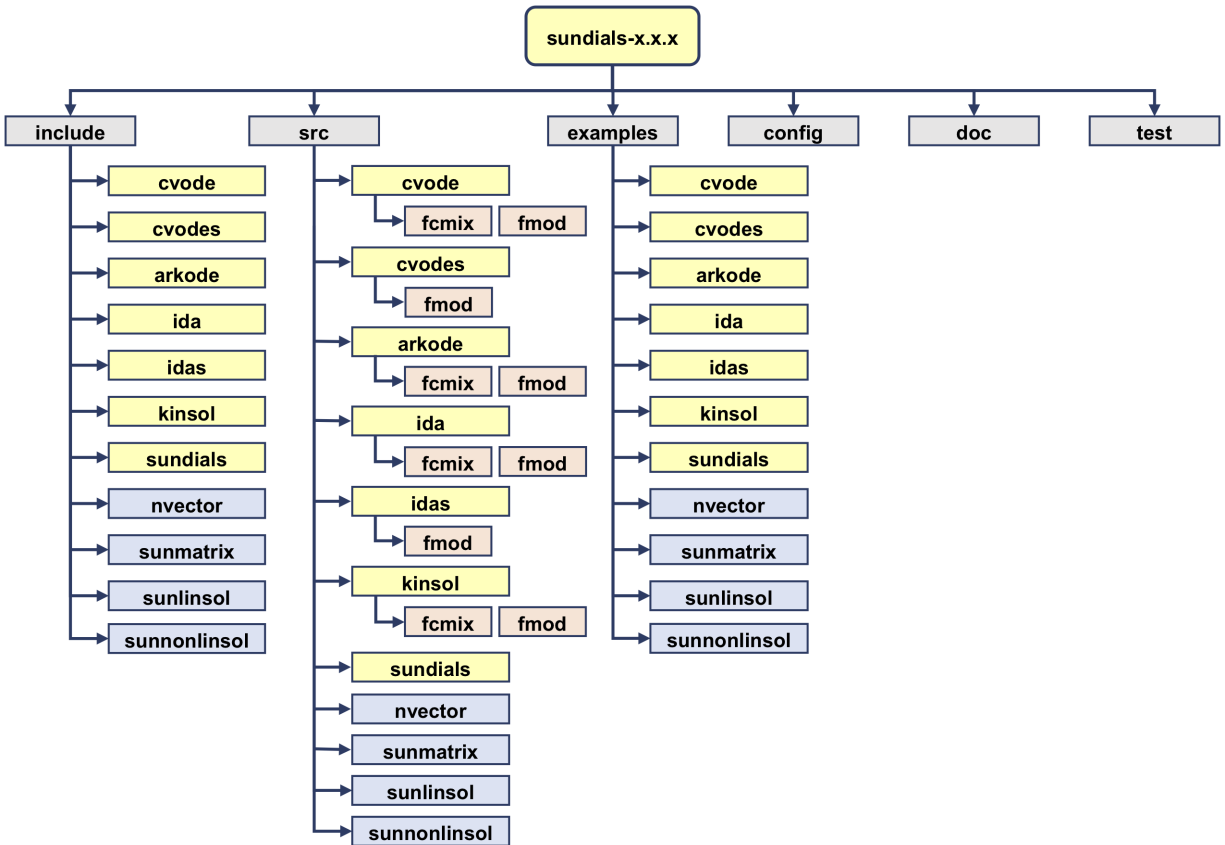 sundials-x.x.x
include
src
examples
config
doc
test
cvode
cvodes
arkode
ida
idas
kinsol
sundials
nvector
sunmatrix
sunlinsol
sunnonlinsol
cvode
fcmix fmod
cvodes
fmod
arkode
fcmix fmod
ida
fcmix fmod
idas
fmod
kinsol
fcmix fmod
sundials
nvector
sunmatrix
sunlinsol
sunnonlinsol
cvode
cvodes
arkode
ida
idas
kinsol
sundials
nvector
sunmatrix
sunlinsol
sunnonlinsol